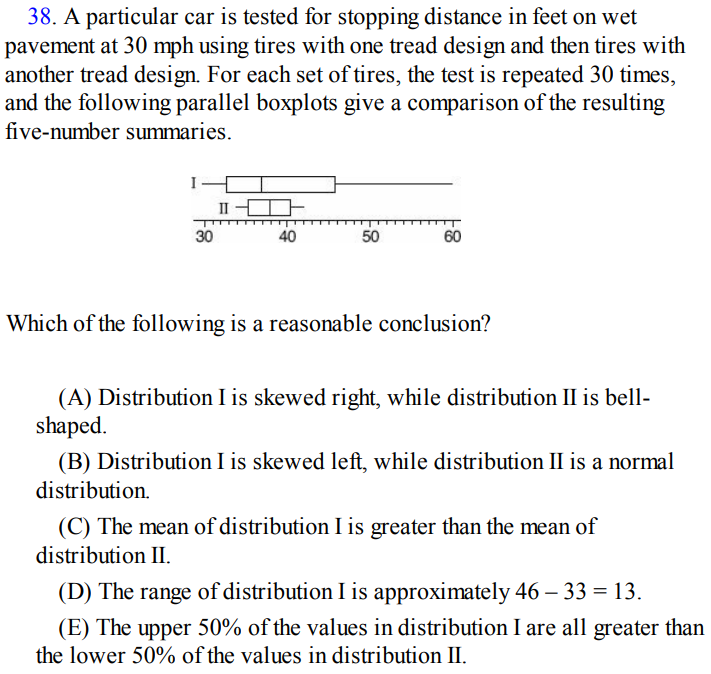 38. A particular car is tested for stopping distance in feet on wet
pavement at 30 mph using tires with one tread design and then tires with
another tread design. For each set of tires, the test is repeated 30 times,
and the following parallel boxplots give a comparison of the resulting
five-number summaries.
I
II
30 40 50 60
Which of the following is a reasonable conclusion?
(A) Distribution I is skewed right, while distribution II is bell-
shaped.
(B) Distribution I is skewed left, while distribution II is a normal
distribution.
(C) The mean of distribution I is greater than the mean of
distribution II.
(D) The range of distribution I is approximately 46 – 33 = 13.
(E) The upper 50% of the values in distribution I are all greater than
the lower 50% of the values in distribution II.